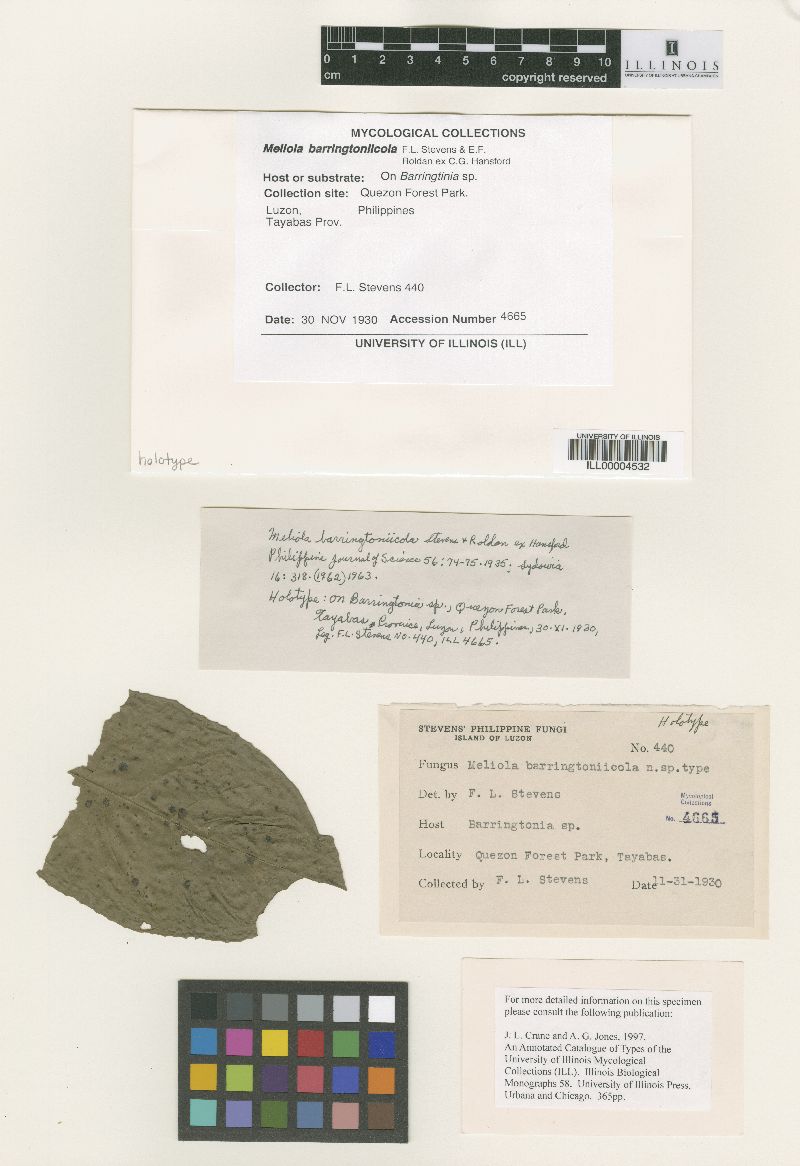 0 1 2 3 4 5 6 7 8 9 10
cm copyright reserved
ILLINOIS
UNIVERSITY OF ILLINOIS AT URBANA-CHAMPAIGN
MYCOLOGICAL COLLECTIONS
Meliola barringtoniicola F.L. Stevens & E.F.
Roldan ex C.G. Hansford
Host or substrate: On Barringtinia sp.
Collection site: Quezon Forest Park.
Luzon, Philippines
Tayabas Prov.
Collector: F.L. Stevens 440
Date: 30 NOV 1930 Accession Number 4665
UNIVERSITY OF ILLINOIS (ILL)
holotype
UNIVERSITY OF ILLINOIS
ILL00004532
Meliola barringtoniicola Stevens & Roldan ex Hansford
Philippine Journal of Science 56: 74-75. 1935; Sydowia
16: 318. (1962) 1963.
Holotype: on Barringtonia sp., Quezon Forest Park,
Tayabas Province, Luzon, Philippines, 30.XI.1930,
Leg. F.L. Stevens No. 440, ILL 4665.
Holotype
STEVENS' PHILIPPINE FUNGI
ISLAND OF LUZON
No. 440
Fungus Meliola barringtoniicola n.sp.type
Det. by F. L. Stevens
Mycological
Collections
No. 4665
Host Barringtonia sp.
Locality Quezon Forest Park, Tayabas.
Collected by F. L. Stevens Date 11-31-1930
For more detailed information on this specimen
please consult the following publication:
J. L. Crane and A. G. Jones, 1997.
An Annotated Catalogue of Types of the
University of Illinois Mycological
Collections (ILL). Illinois Biological
Monographs 58. University of Illinois Press,
Urbana and Chicago. 365pp.